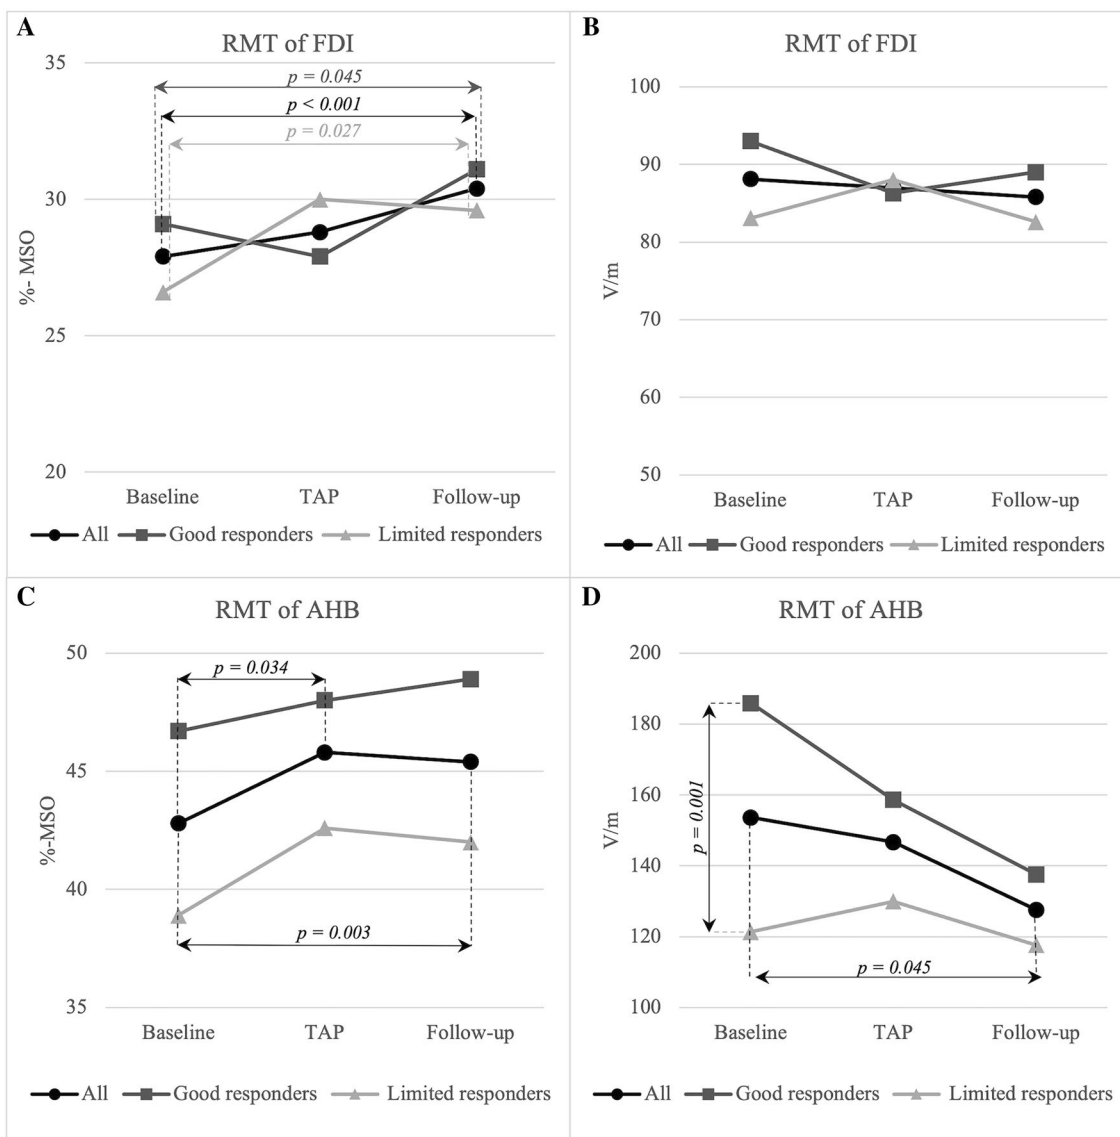 A
RMT of FDI
35
p = 0.045
p < 0.001
p = 0.027
30
%- MSO
25
20
Baseline TAP Follow-up
All Good responders Limited responders
B
RMT of FDI
100
90
80
V/m
70
60
50
Baseline TAP Follow-up
All Good responders Limited responders
C
RMT of AHB
50
p = 0.034
45
%-MSO
40
p = 0.003
35
Baseline TAP Follow-up
All Good responders Limited responders
D
RMT of AHB
200
180
160
p = 0.001
V/m
140
120
p = 0.045
100
Baseline TAP Follow-up
All Good responders Limited responders